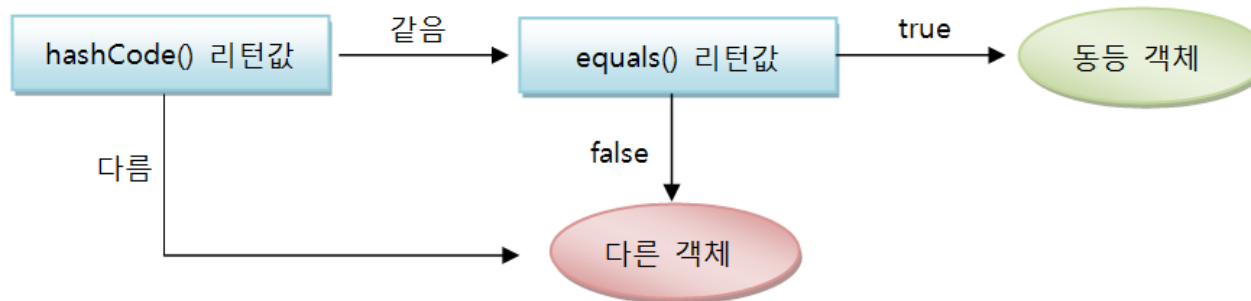 hashCode() 리턴값
같음
equals() 리턴값
true
동등 객체
다름
false
다른 객체